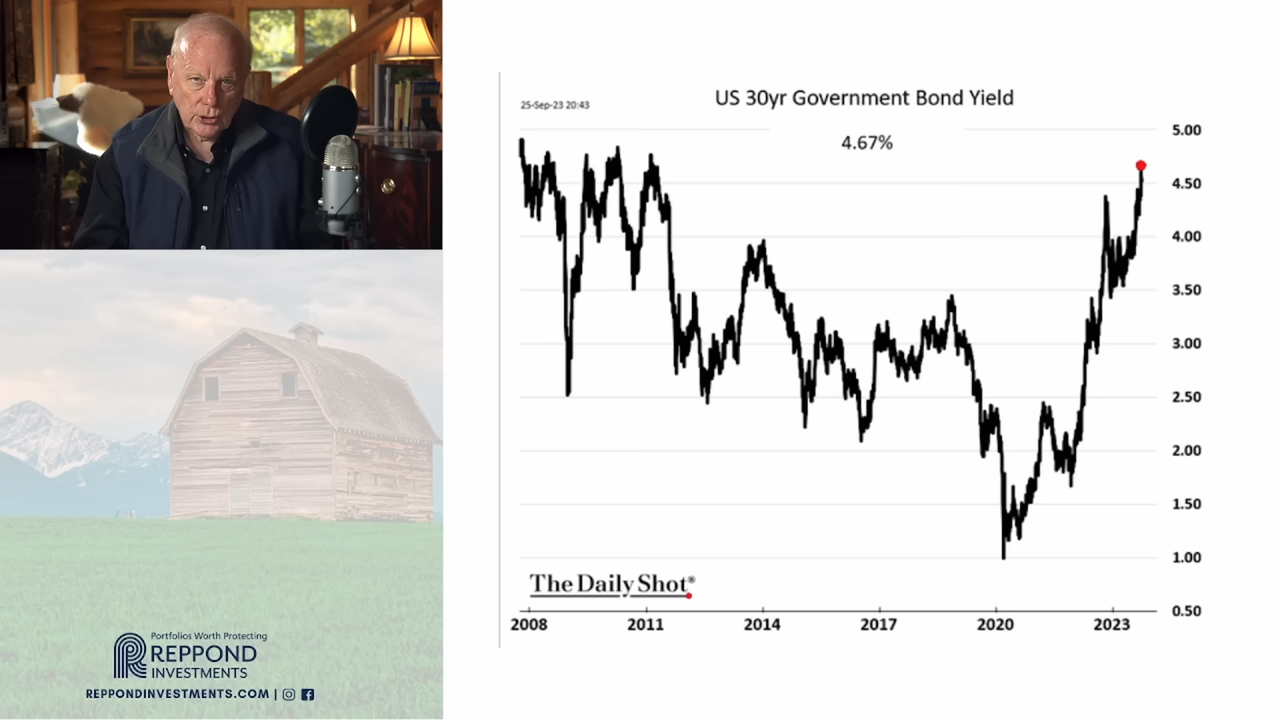 25-Sep-23 20:43
US 30yr Government Bond Yield
4.67%
5.00
4.50
4.00
3.50
3.00
2.50
2.00
1.50
1.00
0.50
The Daily Shot®
2008 2011 2014 2017 2020 2023
Portfolios Worth Protecting
REPPOND
INVESTMENTS
REPPONDINVESTMENTS.COM |